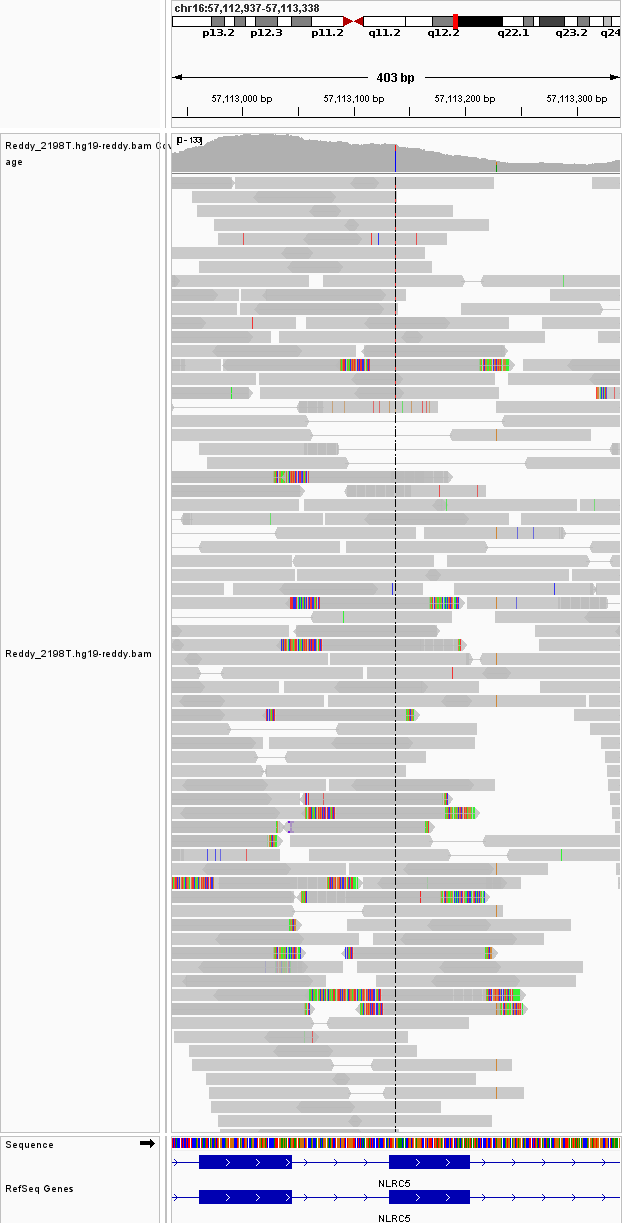 chr16:57,112,937-57,113,338
p13.2 p12.3 p11.2 q11.2 q12.2 q22.1 q23.2 q24
403 bp
57,113,000 bp 57,113,100 bp 57,113,200 bp 57,113,300 bp
[0 - 133]
Reddy_2198T.hg19-reddy.bam Cov
age
Reddy_2198T.hg19-reddy.bam
Sequence
NLRC5
RefSeq Genes
NLRC5